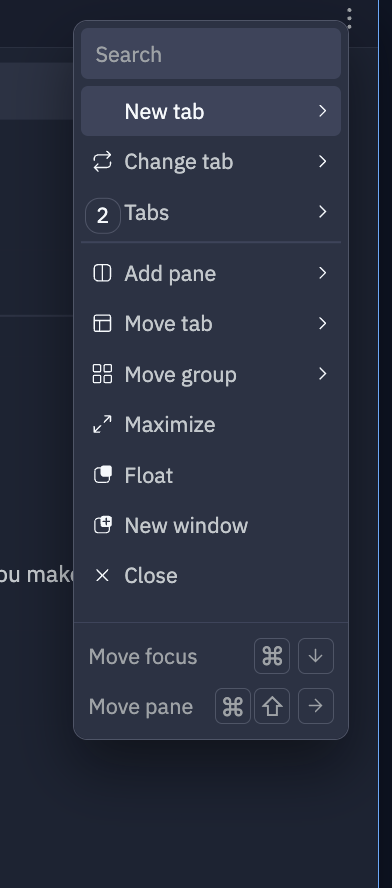 Search
New tab
Change tab
2 Tabs
Add pane
Move tab
Move group
Maximize
Float
New window
ou make
Close
Move focus ⌘ ↓
Move pane ⌘ ⇧ →